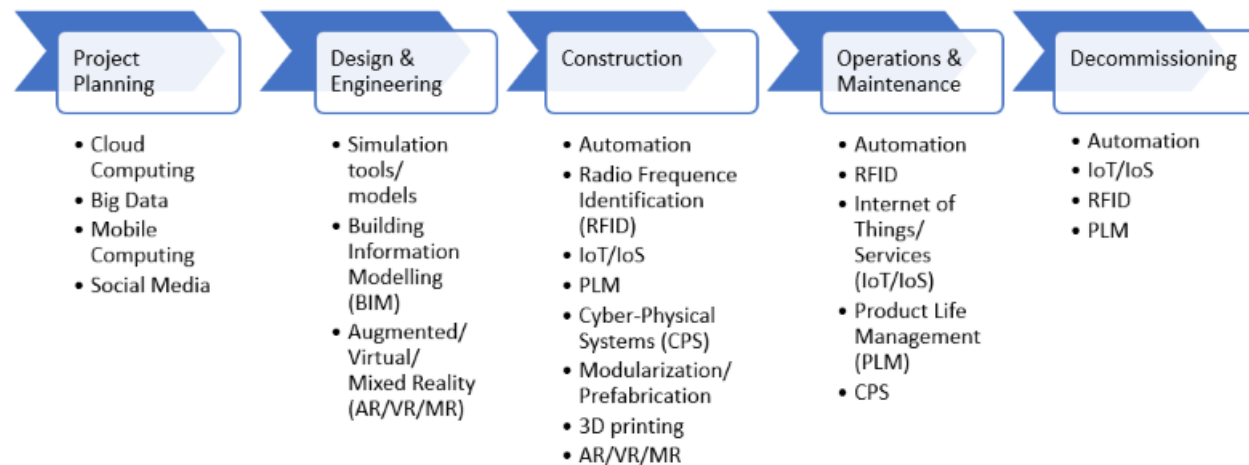 Project
Planning
• Cloud
Computing
• Big Data
• Mobile
Computing
• Social Media
Design &
Engineering
• Simulation
tools/
models
• Building
Information
Modelling
(BIM)
• Augmented/
Virtual/
Mixed Reality
(AR/VR/MR)
Construction
• Automation
• Radio Frequence
Identification
(RFID)
• IoT/IoS
• PLM
• Cyber-Physical
Systems (CPS)
• Modularization/
Prefabrication
• 3D printing
• AR/VR/MR
Operations &
Maintenance
• Automation
• RFID
• Internet of
Things/
Services
(IoT/IoS)
• Product Life
Management
(PLM)
• CPS
Decommissioning
• Automation
• IoT/IoS
• RFID
• PLM